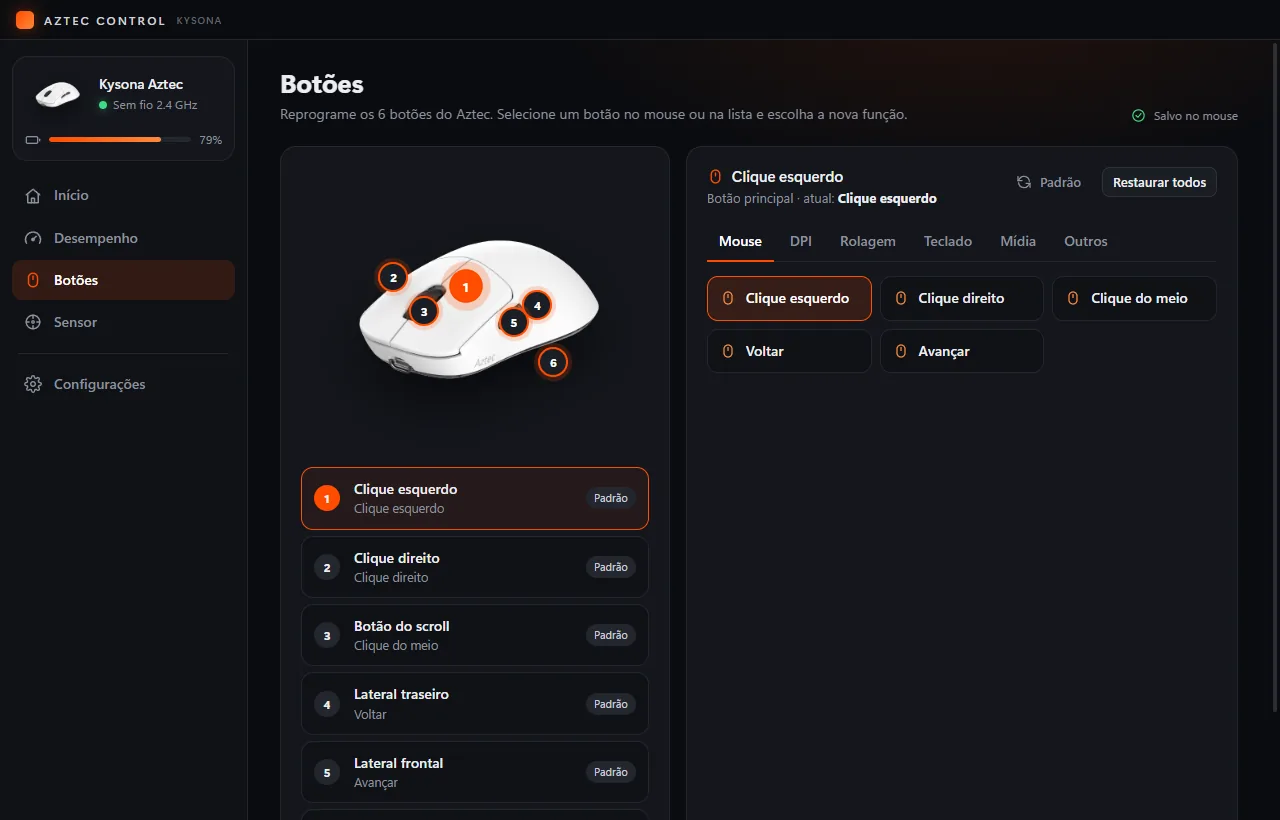 AZTEC CONTROL KYSONA
Kysona Aztec
Sem fio 2.4 GHz
79%
Início
Desempenho
Botões
Sensor
Configurações
Botões
Reprograme os 6 botões do Aztec. Selecione um botão no mouse ou na lista e escolha a nova função.
Salvo no mouse
2
1
3
4
5
6
Aztec
1
Clique esquerdo
Clique esquerdo
Padrão
2
Clique direito
Clique direito
Padrão
3
Botão do scroll
Clique do meio
Padrão
4
Lateral traseiro
Voltar
Padrão
5
Lateral frontal
Avançar
Padrão
Clique esquerdo
Botão principal · atual: Clique esquerdo
Padrão
Restaurar todos
Mouse DPI Rolagem Teclado Mídia Outros
Clique esquerdo Clique direito Clique do meio
Voltar Avançar